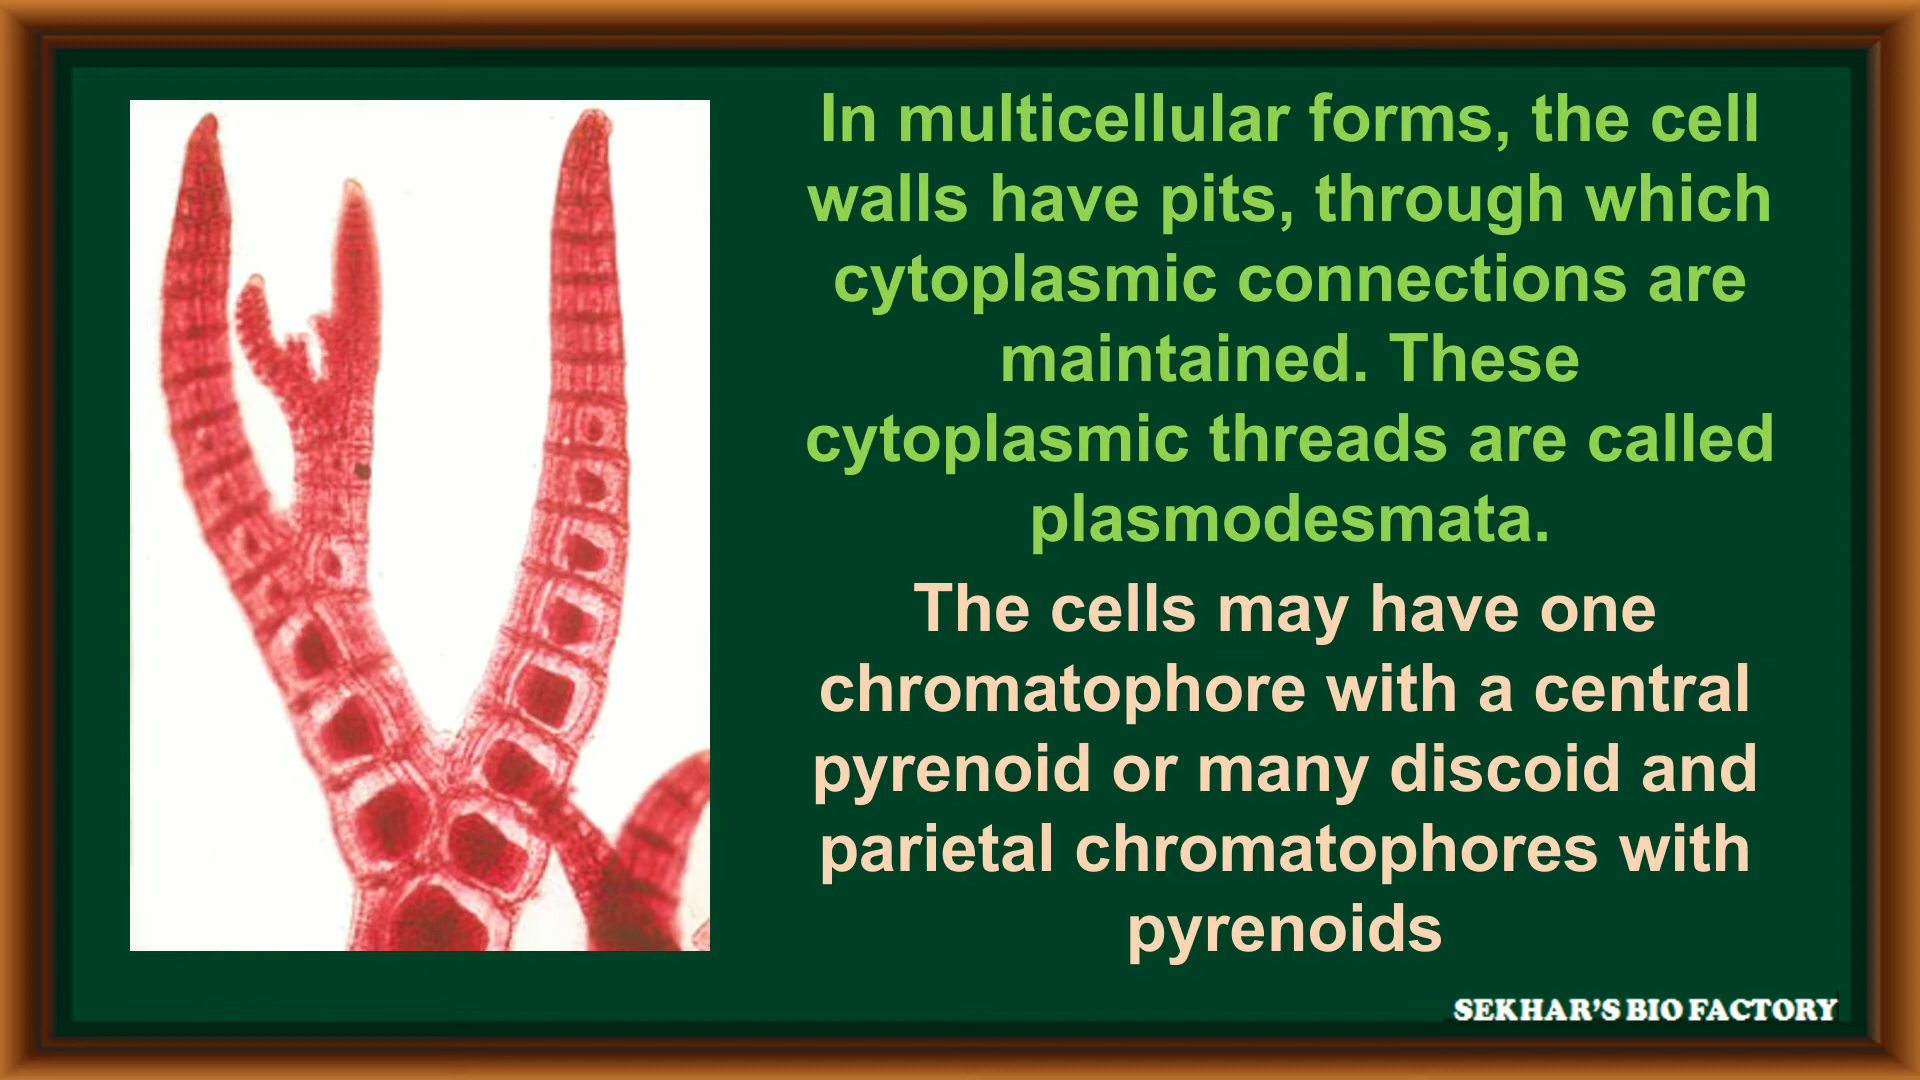 In multicellular forms, the cell
walls have pits, through which
cytoplasmic connections are
maintained. These
cytoplasmic threads are called
plasmodesmata.
The cells may have one
chromatophore with a central
pyrenoid or many discoid and
parietal chromatophores with
pyrenoids
SEKHAR'S BIO FACTORY